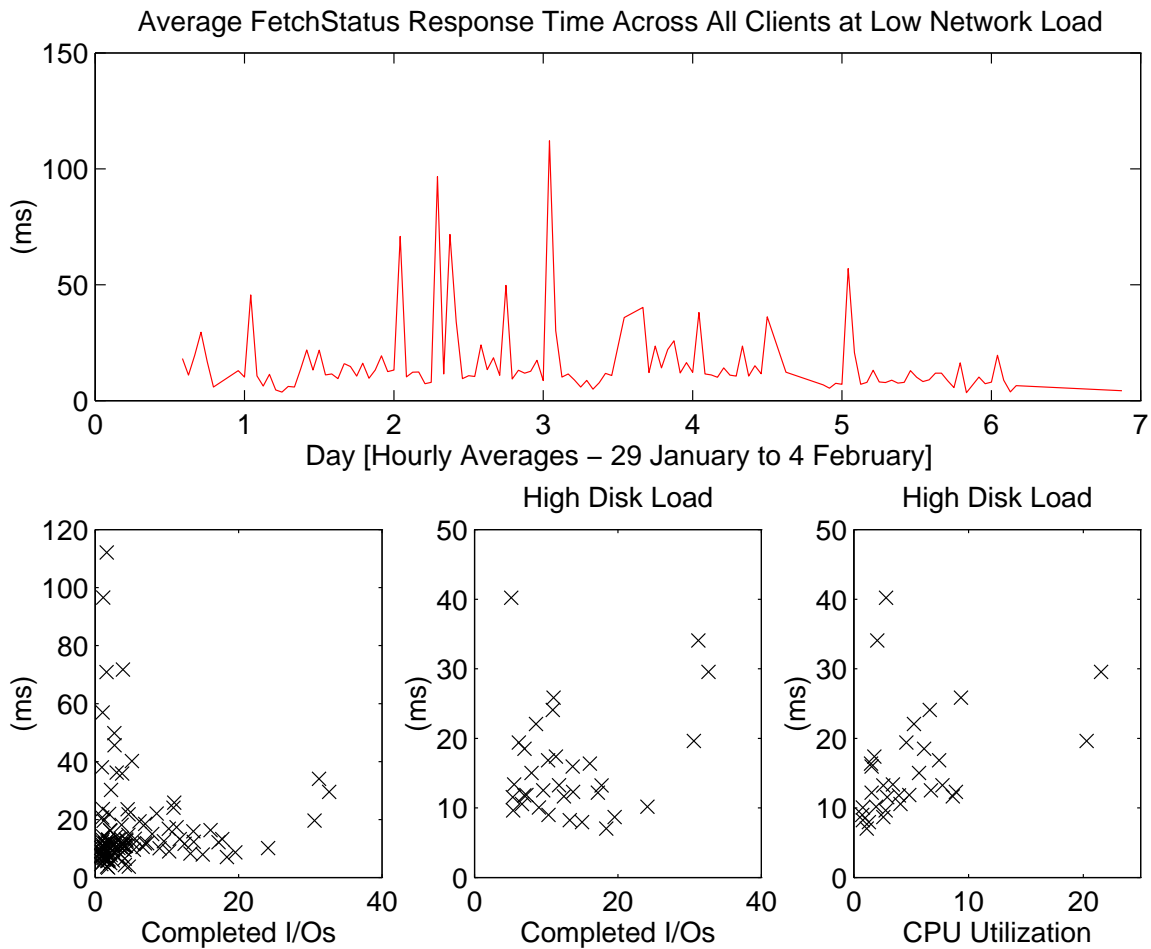 Average FetchStatus Response Time Across All Clients at Low Network Load
150
100
50
0
(ms)
0 1 2 3 4 5 6 7
Day [Hourly Averages – 29 January to 4 February]
120
100
80
60
40
20
0
(ms)
0 20 40
Completed I/Os
High Disk Load
50
40
30
20
10
0
(ms)
0 20 40
Completed I/Os
High Disk Load
50
40
30
20
10
0
(ms)
0 10 20
CPU Utilization